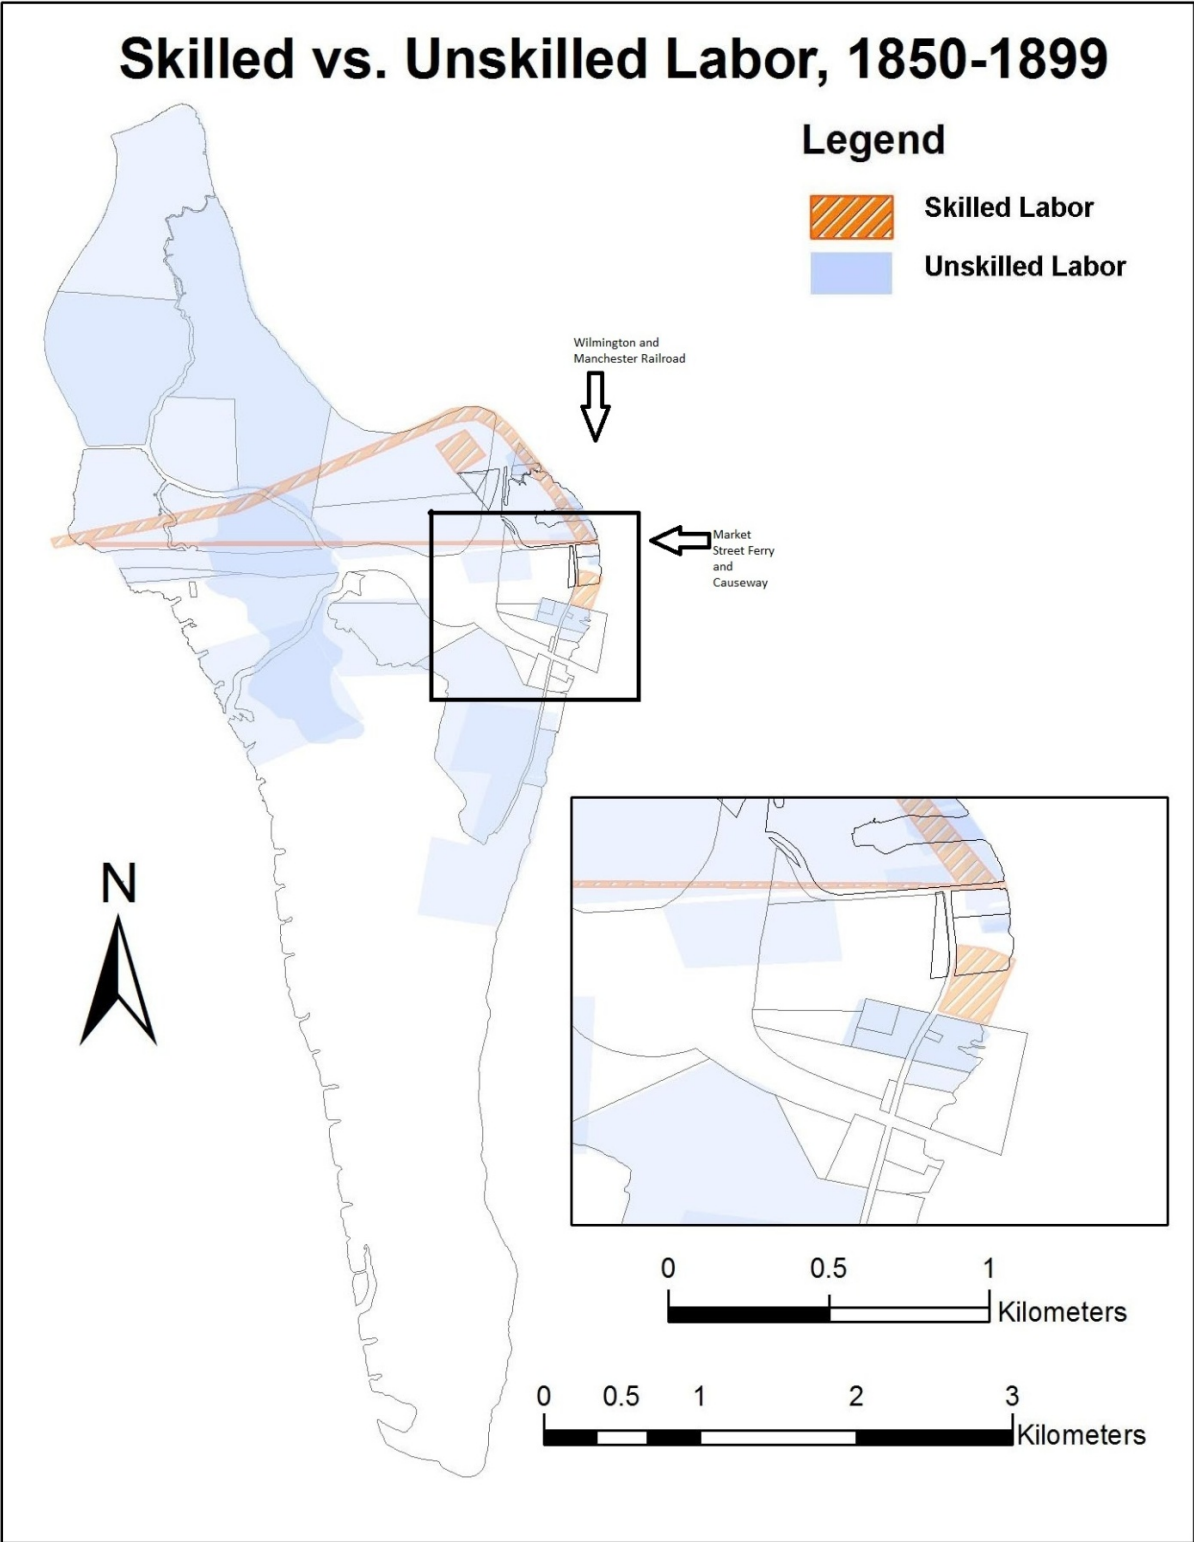 Skilled vs. Unskilled Labor, 1850-1899
Legend
Skilled Labor
Unskilled Labor
Wilmington and
Manchester Railroad
Market
Street Ferry
and
Causeway
N
0 0.5 1
Kilometers
0 0.5 1 2 3
Kilometers